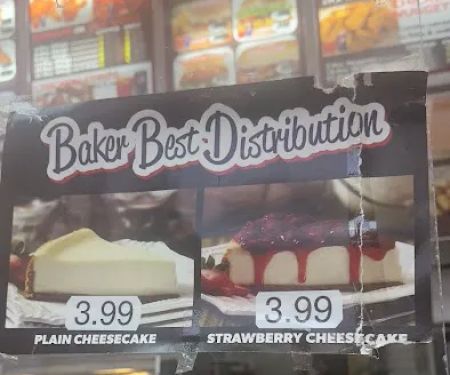 Baker Best Distribution
3.99
3.99
PLAIN CHEESECAKE
STRAWBERRY CHEESECAKE